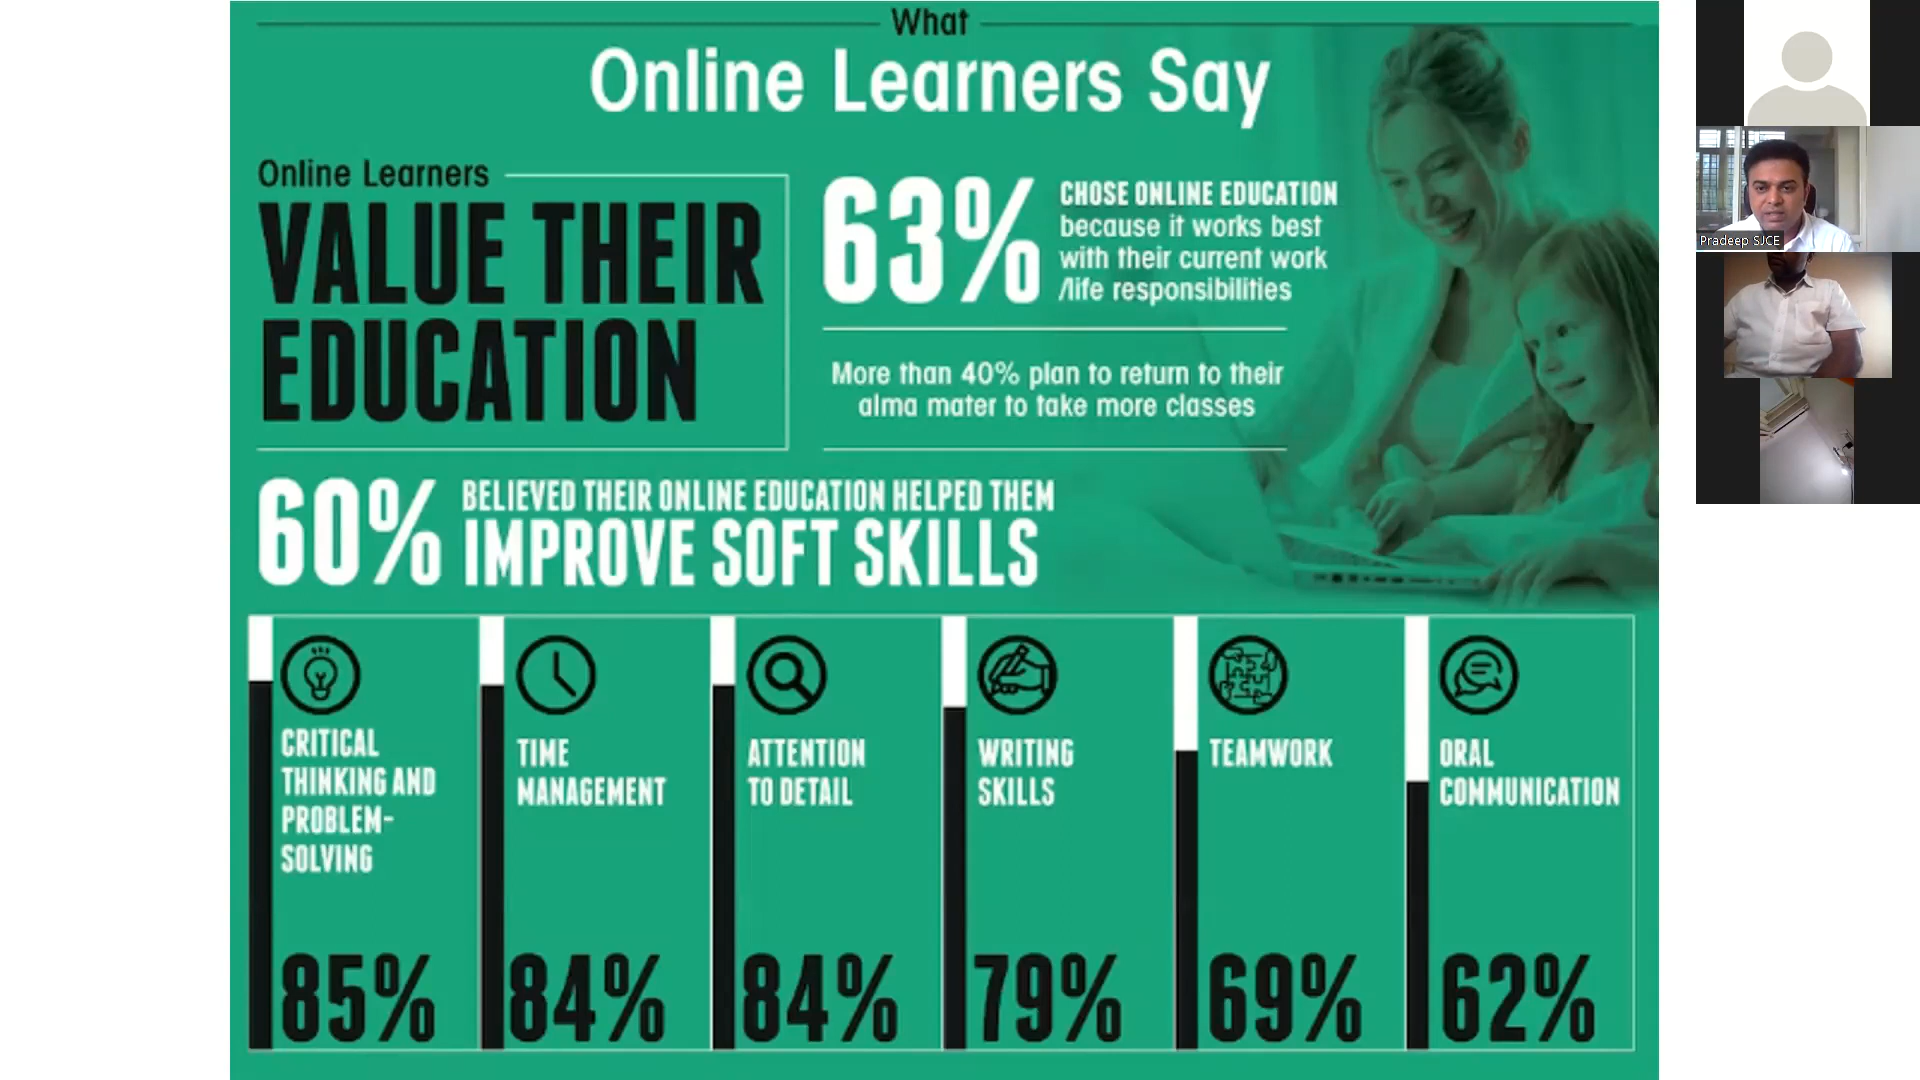 What
Online Learners Say
Online Learners
VALUE THEIR
EDUCATION
63%
CHOSE ONLINE EDUCATION
because it works best
with their current work
/life responsibilities
More than 40% plan to return to their
alma mater to take more classes
60%
BELIEVED THEIR ONLINE EDUCATION HELPED THEM
IMPROVE SOFT SKILLS
CRITICAL
THINKING AND
PROBLEM-
SOLVING
85%
TIME
MANAGEMENT
84%
ATTENTION
TO DETAIL
84%
WRITING
SKILLS
79%
TEAMWORK
69%
ORAL
COMMUNICATION
62%
Pradeep SJCE